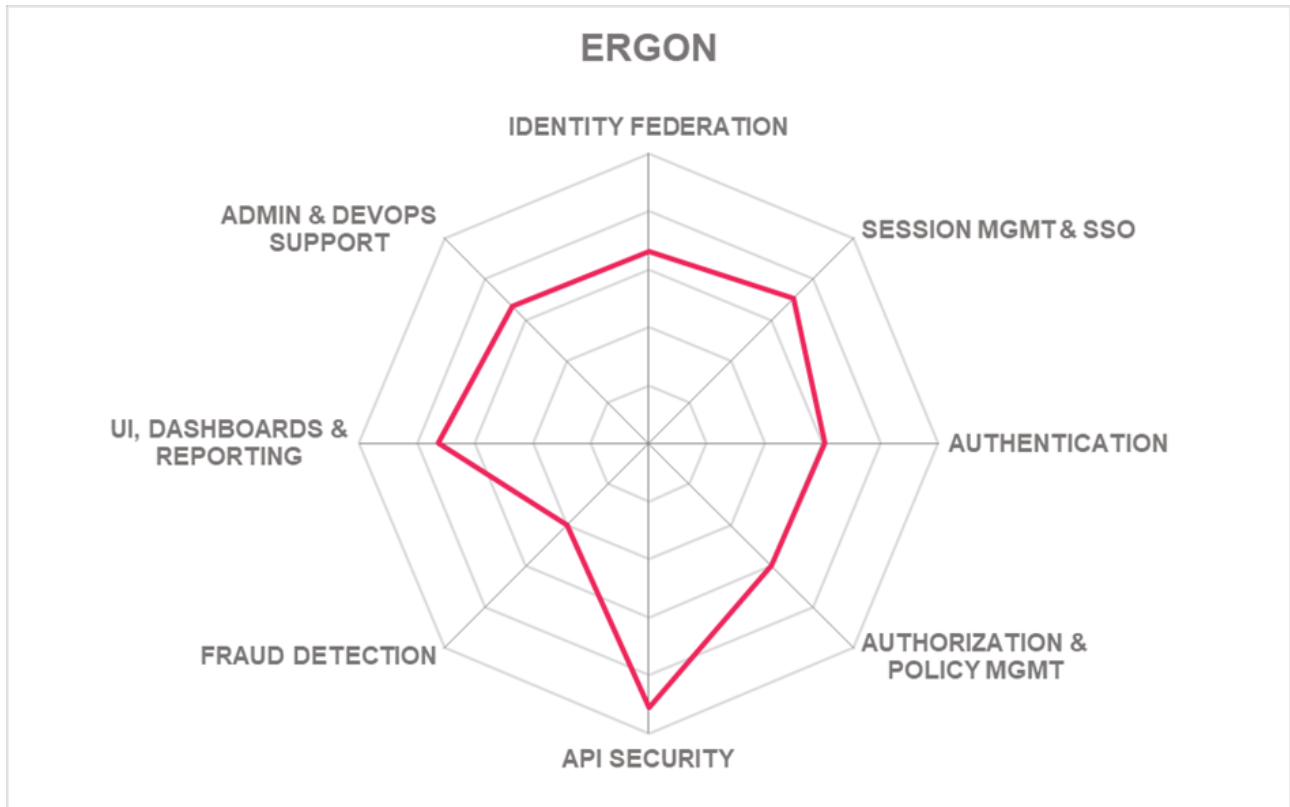 ERGON
IDENTITY FEDERATION
ADMIN & DEVOPS
SUPPORT
SESSION MGMT & SSO
UI, DASHBOARDS &
REPORTING
AUTHENTICATION
FRAUD DETECTION
AUTHORIZATION &
POLICY MGMT
API SECURITY